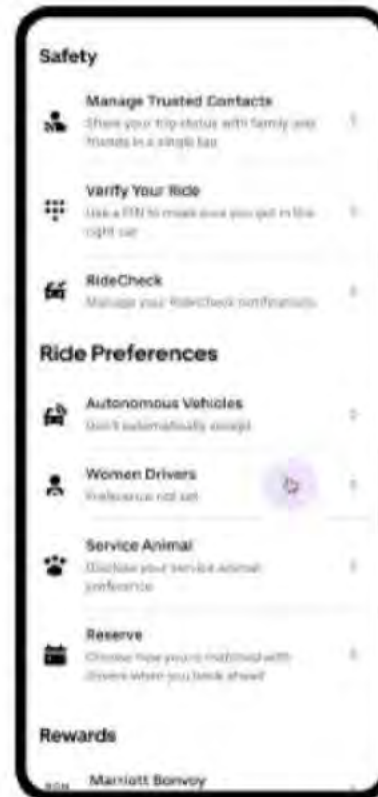 Safety
Manage Trusted Contacts
Share your trip status with family and
friends in a single tap
Verify Your Ride
Use a PIN to make sure you get in the
right car
RideCheck
Manage your RideCheck notifications
Ride Preferences
Autonomous Vehicles
Don't automatically accept
Women Drivers
Preference not set
Service Animal
Disclose your service animal
preference
Reserve
Choose how you're matched with
drivers when you book ahead
Rewards
Marriott Bonvoy